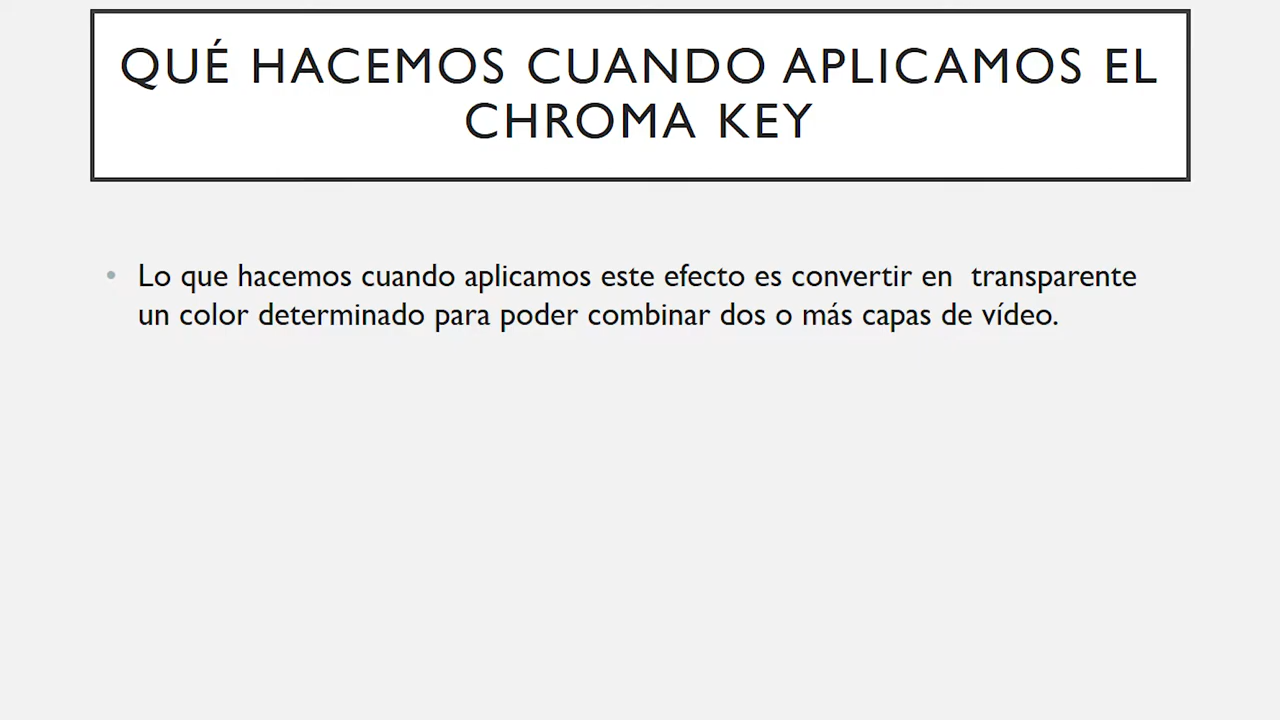 QUÉ HACEMOS CUANDO APLICAMOS EL
CHROMA KEY
• Lo que hacemos cuando aplicamos este efecto es convertir en  transparente
un color determinado para poder combinar dos o más capas de vídeo.